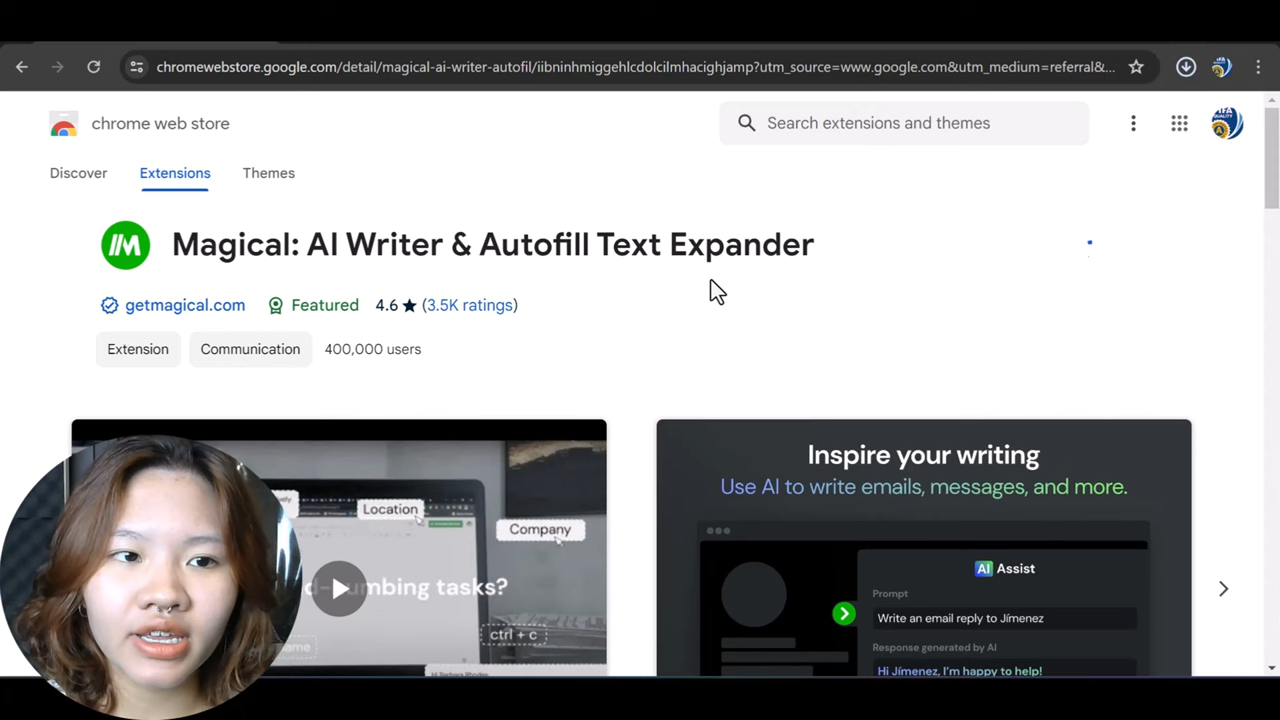 chromewebstore.google.com/detail/magical-ai-writer-autofil/iibninhmiggehlcdolcilmhacighjamp?utm_source=www.google.com&utm_medium=referral&...
chrome web store
Search extensions and themes
Discover
Extensions
Themes
Magical: AI Writer & Autofill Text Expander
getmagical.com
Featured
4.6 ★ (3.5K ratings)
Extension
Communication
400,000 users
Location
Company
mbing tasks?
ctrl + c
Inspire your writing
Use AI to write emails, messages, and more.
AI Assist
Prompt
Write an email reply to Jímenez
Response generated by AI
Hi Jímenez, I'm happy to help!